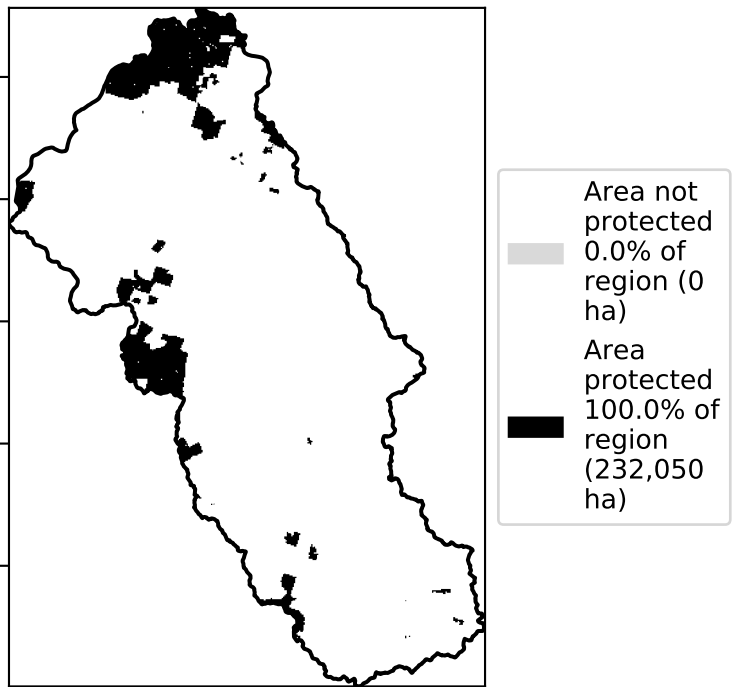 Area not
protected
0.0% of
region (0
ha)
Area
protected
100.0% of
region
(232,050
ha)